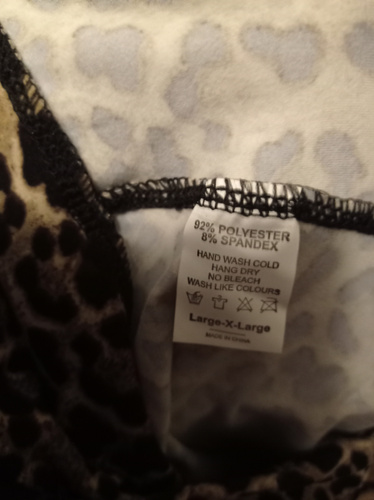 92% POLYESTER
8% SPANDEX
HAND WASH COLD
HANG DRY
NO BLEACH
WASH LIKE COLOURS
Large-X-Large
MADE IN CHINA